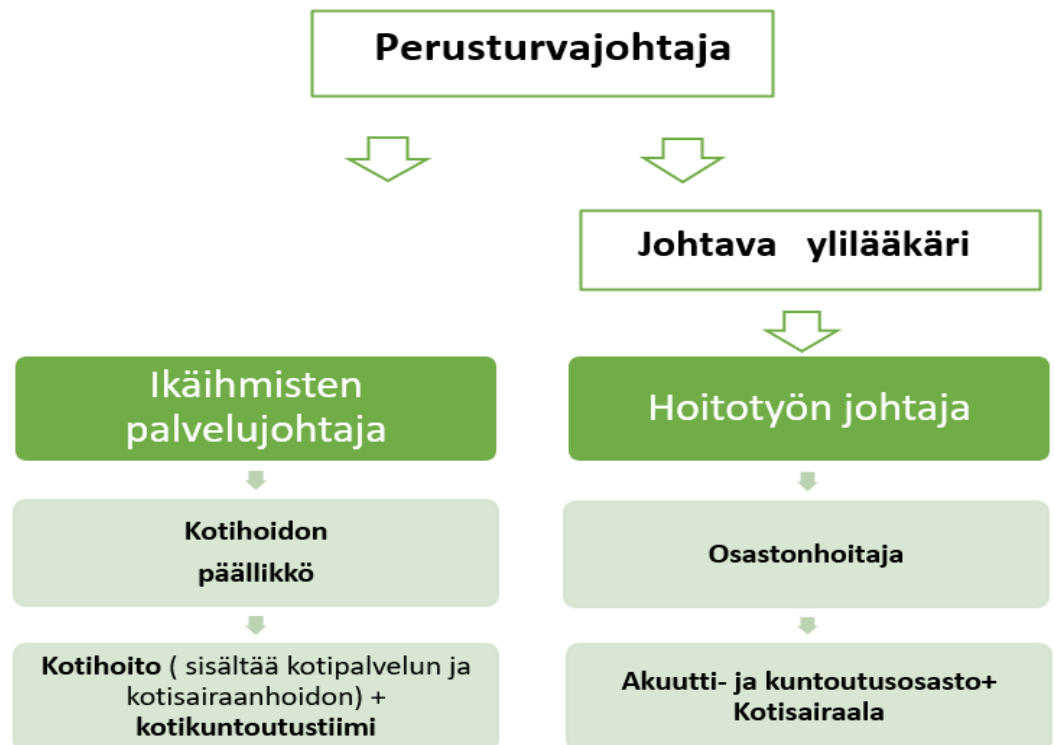 Perusturvajohtaja
Johtava ylilääkäri
Ikäihmisten
palvelujohtaja
Hoitotyön johtaja
Kotihoidon
päällikkö
Osastonhoitaja
Kotihoito ( sisältää kotipalvelun ja
kotisairaanhoidon) +
kotikuntoutustiimi
Akuutti- ja kuntoutusosasto+
Kotisairaala